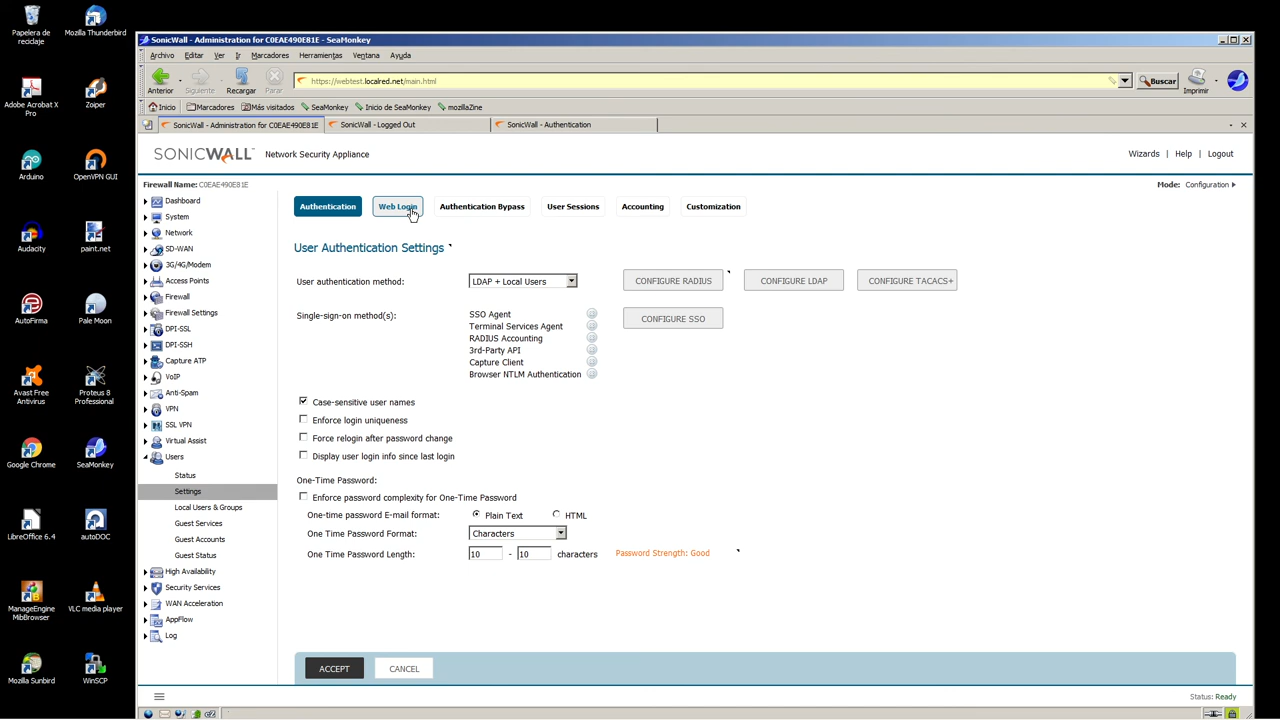 Papelera de reciclaje
Mozilla Thunderbird
Adobe Acrobat X Pro
Zoiper
Arduino
OpenVPN GUI
Audacity
paint.net
AutoFirma
Pale Moon
Avast Free Antivirus
Proteus 8 Professional
Google Chrome
SeaMonkey
LibreOffice 6.4
autoDOC
ManageEngine MibBrowser
VLC media player
Mozilla Sunbird
WinSCP
SonicWall - Administration for C0EAE490E81E - SeaMonkey
Archivo Editar Ver Ir Marcadores Herramientas Ventana Ayuda
Anterior Siguiente Recargar Parar
https://webtest.localred.net/main.html
Buscar
Imprimir
Inicio Marcadores Más visitados SeaMonkey Inicio de SeaMonkey mozillaZine
SonicWall - Administration for C0EAE490E81E SonicWall - Logged Out SonicWall - Authentication
SONICWALL Network Security Appliance
Wizards | Help | Logout
Firewall Name: C0EAE490E81E
Mode: Configuration
Dashboard
System
Network
SD-WAN
3G/4G/Modem
Access Points
Firewall
Firewall Settings
DPI-SSL
DPI-SSH
Capture ATP
VoIP
Anti-Spam
VPN
SSL VPN
Virtual Assist
Users
Status
Settings
Local Users & Groups
Guest Services
Guest Accounts
Guest Status
High Availability
Security Services
WAN Acceleration
AppFlow
Log
Authentication Web Login Authentication Bypass User Sessions Accounting Customization
User Authentication Settings
User authentication method: LDAP + Local Users CONFIGURE RADIUS CONFIGURE LDAP CONFIGURE TACACS+
Single-sign-on method(s): SSO Agent CONFIGURE SSO
Terminal Services Agent
RADIUS Accounting
3rd-Party API
Capture Client
Browser NTLM Authentication
Case-sensitive user names
Enforce login uniqueness
Force relogin after password change
Display user login info since last login
One-Time Password:
Enforce password complexity for One-Time Password
One-time password E-mail format: Plain Text HTML
One Time Password Format: Characters
One Time Password Length: 10 - 10 characters Password Strength: Good
ACCEPT CANCEL
Status: Ready